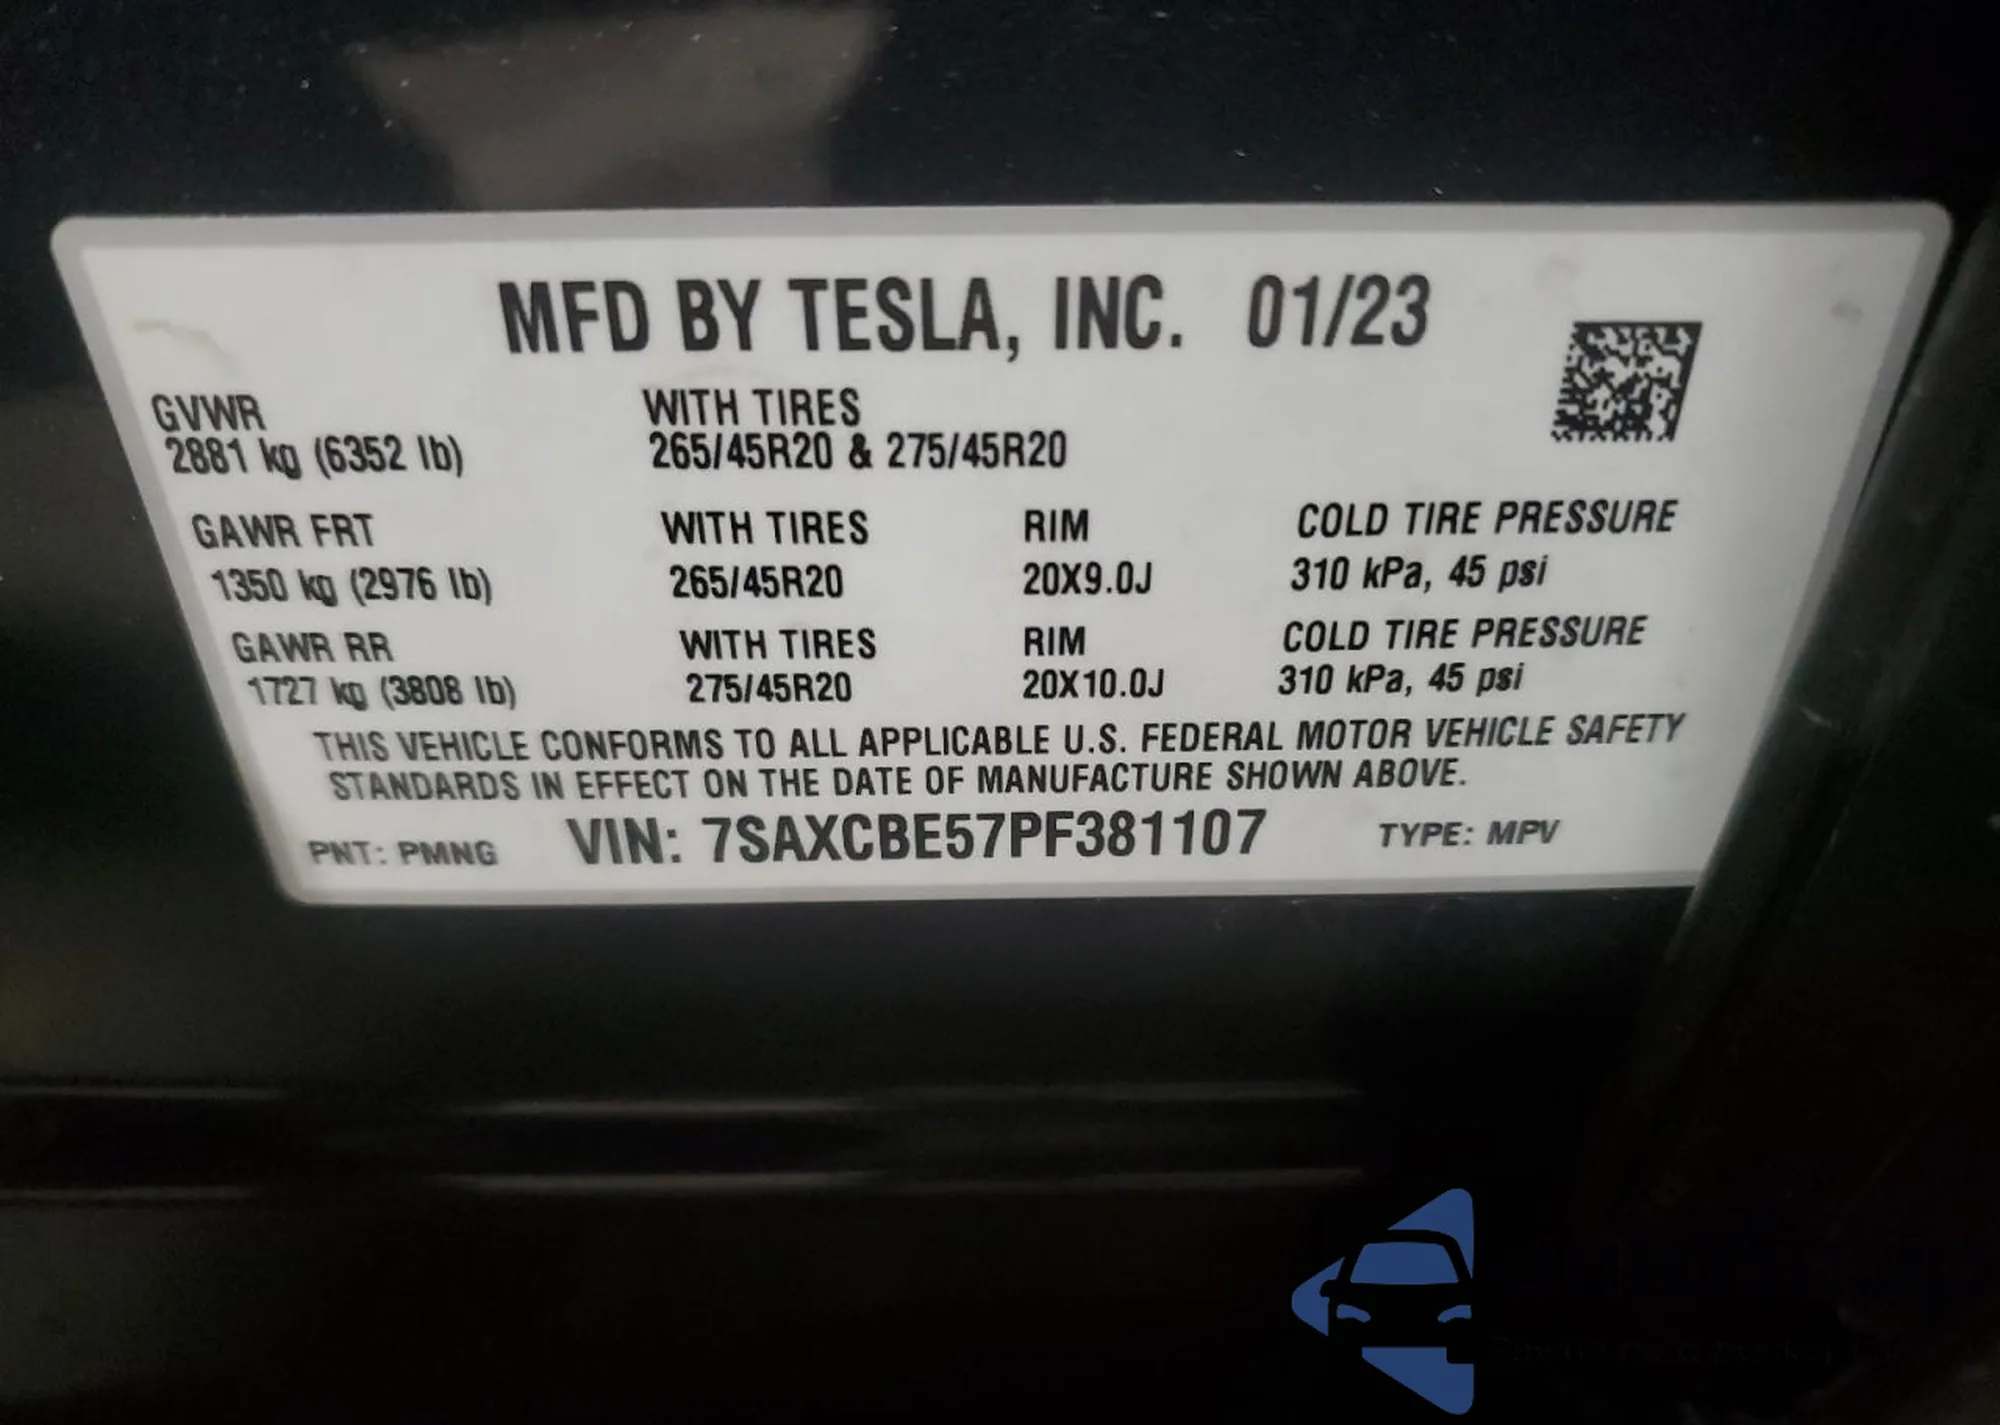 MFD BY TESLA, INC. 01/23
GVWR WITH TIRES
2881 kg (6352 lb) 265/45R20 & 275/45R20
GAWR FRT WITH TIRES RIM COLD TIRE PRESSURE
1350 kg (2976 lb) 265/45R20 20X9.0J 310 kPa, 45 psi
GAWR RR WITH TIRES RIM COLD TIRE PRESSURE
1727 kg (3808 lb) 275/45R20 20X10.0J 310 kPa, 45 psi
THIS VEHICLE CONFORMS TO ALL APPLICABLE U.S. FEDERAL MOTOR VEHICLE SAFETY
STANDARDS IN EFFECT ON THE DATE OF MANUFACTURE SHOWN ABOVE.
PNT: PMNG VIN: 7SAXCBE57PF381107 TYPE: MPV